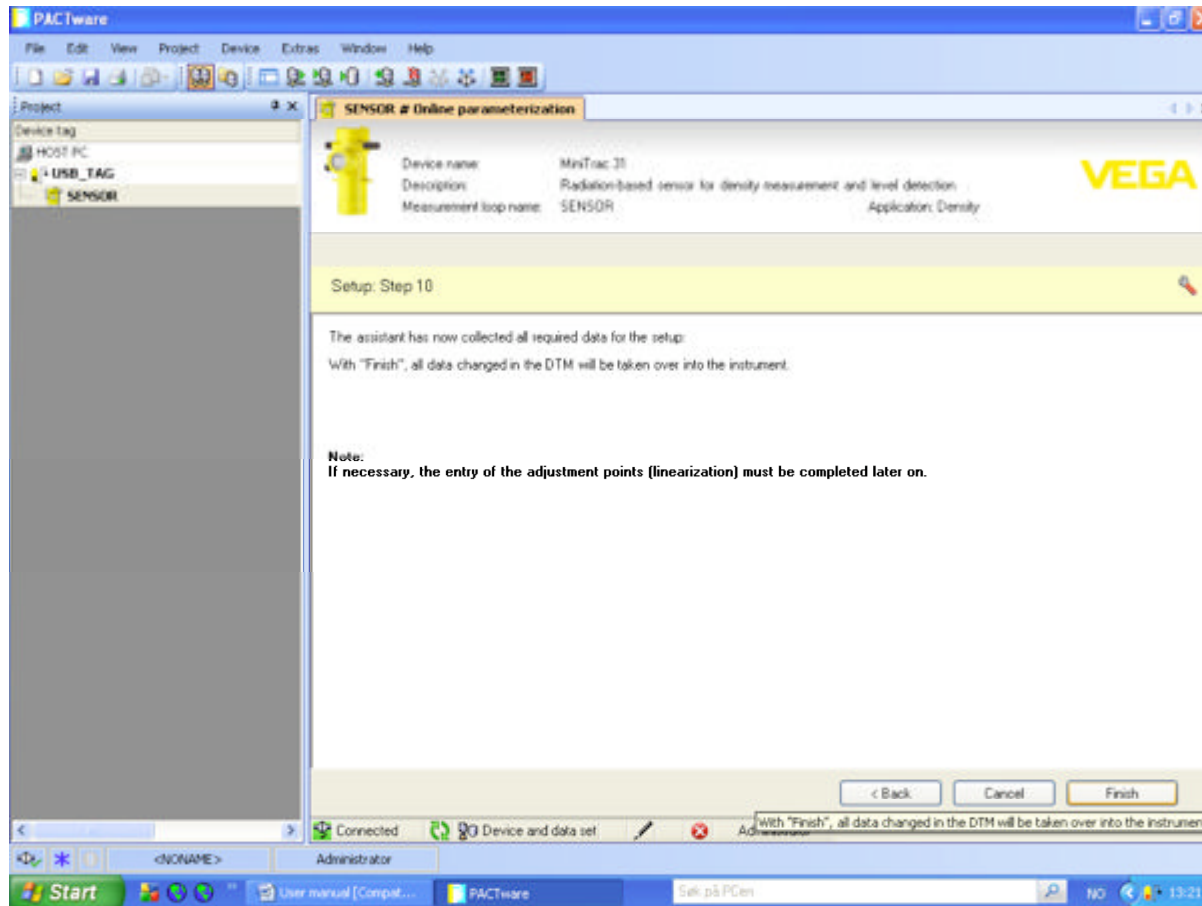 PACTware
File Edit View Project Device Extras Window Help
Project
SENSOR # Online parameterization
Device tag
HOST PC
USB_TAG
SENSOR
Device name: MiniTrac 31
Description: Radiation-based sensor for density measurement and level detection
Measurement loop name: SENSOR Application: Density
VEGA
Setup: Step 10
The assistant has now collected all required data for the setup:
With "Finish", all data changed in the DTM will be taken over into the instrument.
Note:
If necessary, the entry of the adjustment points (linearization) must be completed later on.
< Back Cancel Finish
Connected Device and data set
With "Finish", all data changed in the DTM will be taken over into the instrumen
<NONAME> Administrator
Start User manual [Compat... PACTware Søk på PCen NO 13:21